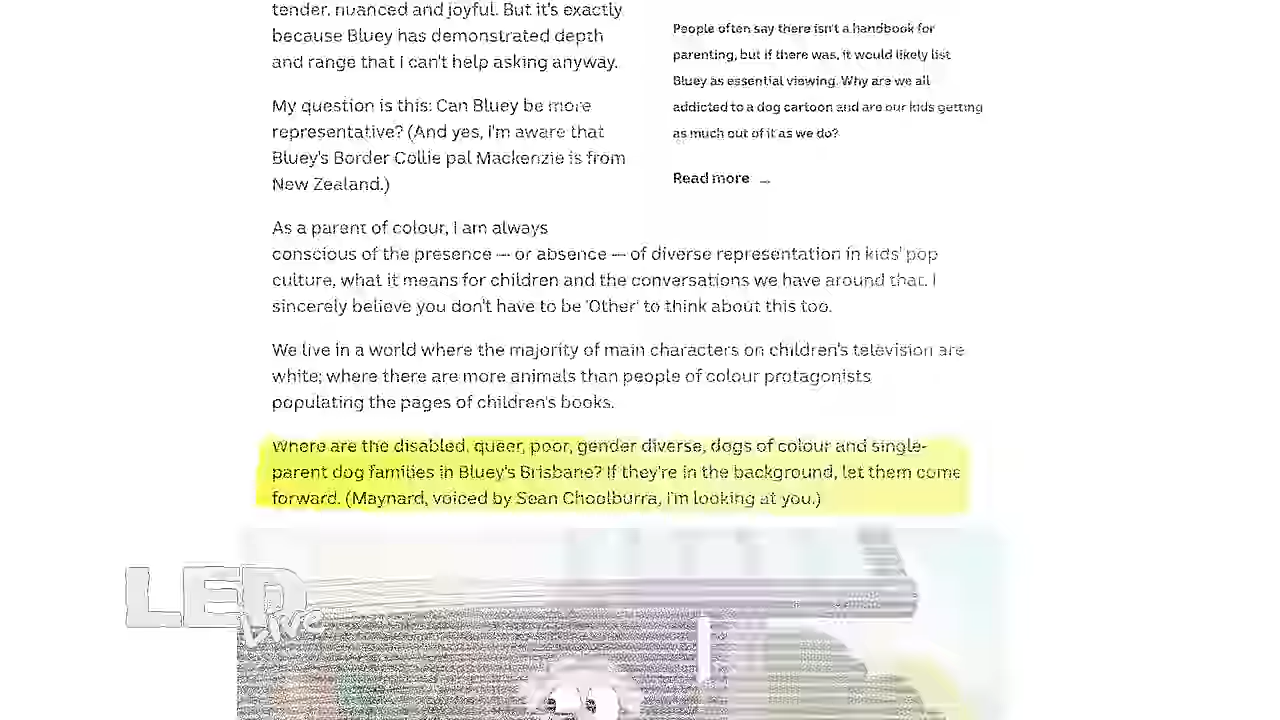 tender, nuanced and joyful. But it's exactly
because Bluey has demonstrated depth
and range that I can't help asking anyway.
My question is this: Can Bluey be more
representative? (And yes, I'm aware that
Bluey's Border Collie pal Mackenzie is from
New Zealand.)
People often say there isn't a handbook for
parenting, but if there was, it would likely list
Bluey as essential viewing. Why are we all
addicted to a dog cartoon and are our kids getting
as much out of it as we do?
Read more
As a parent of colour, I am always
conscious of the presence — or absence — of diverse representation in kids' pop
culture, what it means for children and the conversations we have around that. I
sincerely believe you don't have to be 'Other' to think about this too.
We live in a world where the majority of main characters on children's television are
white; where there are more animals than people of colour protagonists
populating the pages of children's books.
Where are the disabled, queer, poor, gender diverse, dogs of colour and single-
parent dog families in Bluey's Brisbane? If they're in the background, let them come
forward. (Maynard, voiced by Sean Choolburra, I'm looking at you.)
LED
Live